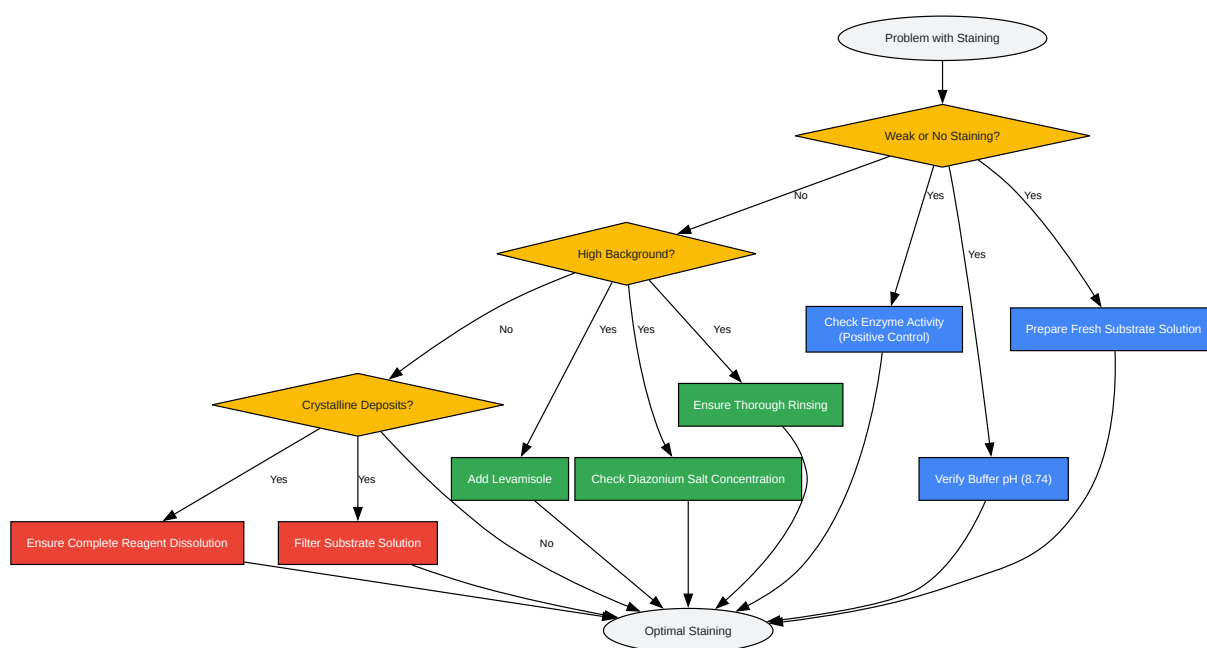 Problem with Staining
Weak or No Staining?
No
Yes
Yes
Yes
High Background?
No
Yes
Yes
Yes
Check Enzyme Activity
(Positive Control)
Prepare Fresh Substrate Solution
Crystalline Deposits?
Ensure Thorough Rinsing
Yes
Yes
No
Add Levamisole
Check Diazonium Salt Concentration
Verify Buffer pH (8.74)
Ensure Complete Reagent Dissolution
Filter Substrate Solution
Optimal Staining